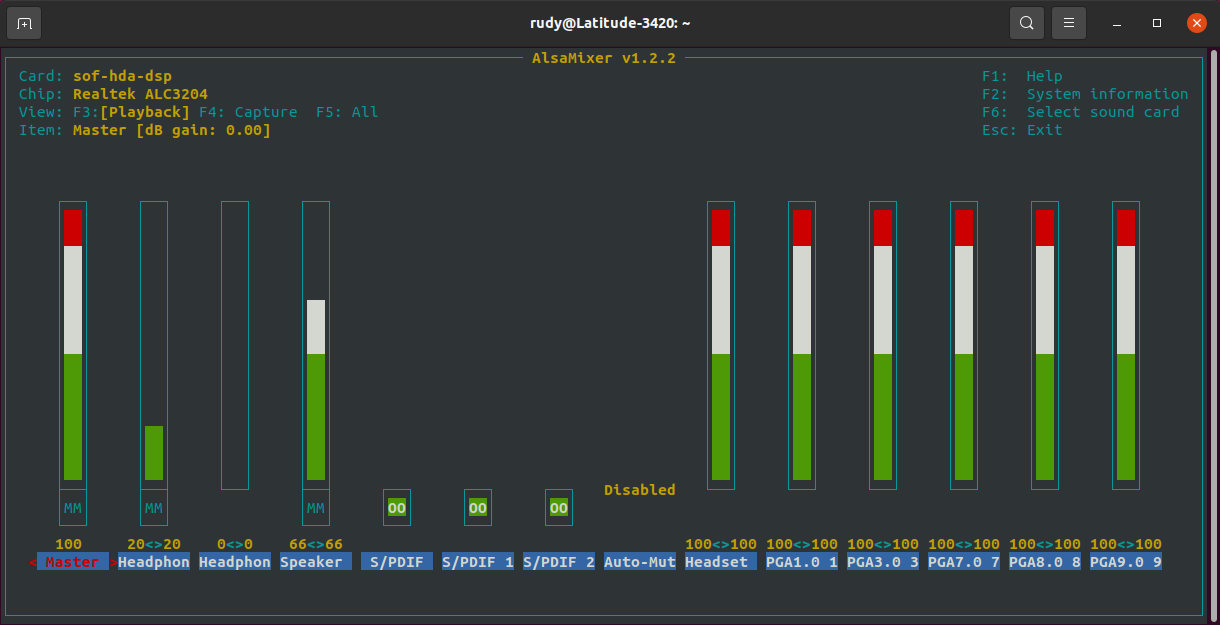 rudy@Latitude-3420: ~
AlsaMixer v1.2.2
Card: sof-hda-dsp F1: Help
Chip: Realtek ALC3204 F2: System information
View: F3:[Playback] F4: Capture F5: All F6: Select sound card
Item: Master [dB gain: 0.00] Esc: Exit
Disabled
MM MM MM OO OO OO
100 20<>20 0<>0 66<>66 100<>100 100<>100 100<>100 100<>100 100<>100 100<>100
< Master >Headphon Headphon Speaker S/PDIF S/PDIF 1 S/PDIF 2 Auto-Mut Headset PGA1.0 1 PGA3.0 3 PGA7.0 7 PGA8.0 8 PGA9.0 9